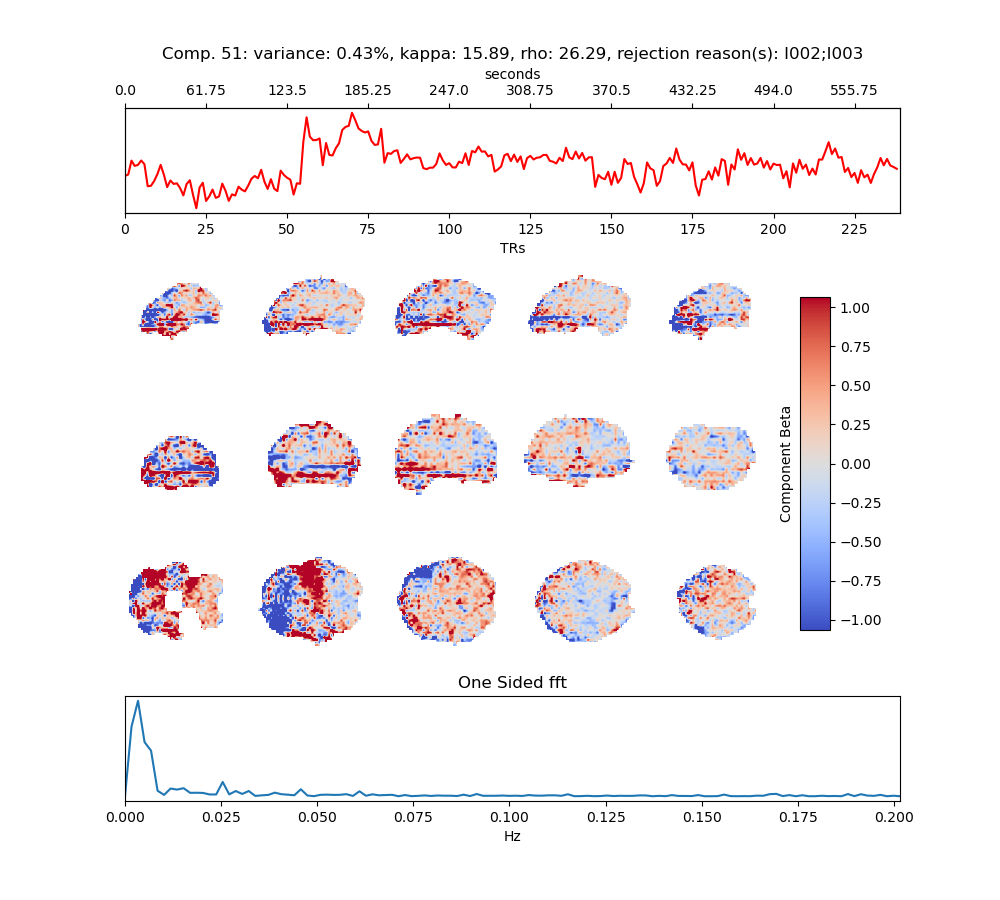 Comp. 51: variance: 0.43%, kappa: 15.89, rho: 26.29, rejection reason(s): I002;I003
seconds
0.0 61.75 123.5 185.25 247.0 308.75 370.5 432.25 494.0 555.75
0 25 50 75 100 125 150 175 200 225
TRs
1.00
0.75
0.50
0.25
0.00
−0.25
−0.50
−0.75
−1.00
Component Beta
One Sided fft
0.000 0.025 0.050 0.075 0.100 0.125 0.150 0.175 0.200
Hz